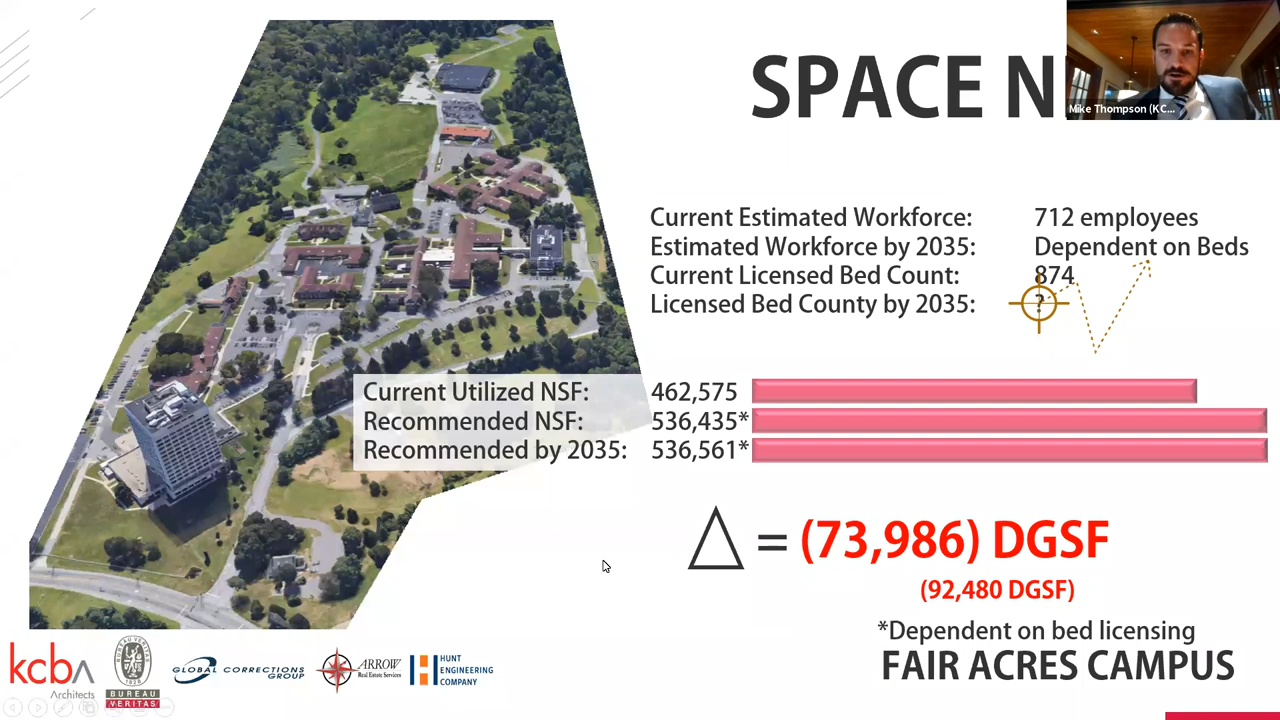 SPACE N
Mike Thompson (KC...
Current Estimated Workforce: 712 employees
Estimated Workforce by 2035: Dependent on Beds
Current Licensed Bed Count: 874
Licensed Bed County by 2035: ?
Current Utilized NSF: 462,575
Recommended NSF: 536,435*
Recommended by 2035: 536,561*
△ = (73,986) DGSF
(92,480 DGSF)
*Dependent on bed licensing
FAIR ACRES CAMPUS
kcba
Architects
BUREAU VERITAS
1828
BUREAU
VERITAS
GLOBAL CORRECTIONS
GROUP
ARROW
Real Estate Services
HUNT
ENGINEERING
COMPANY